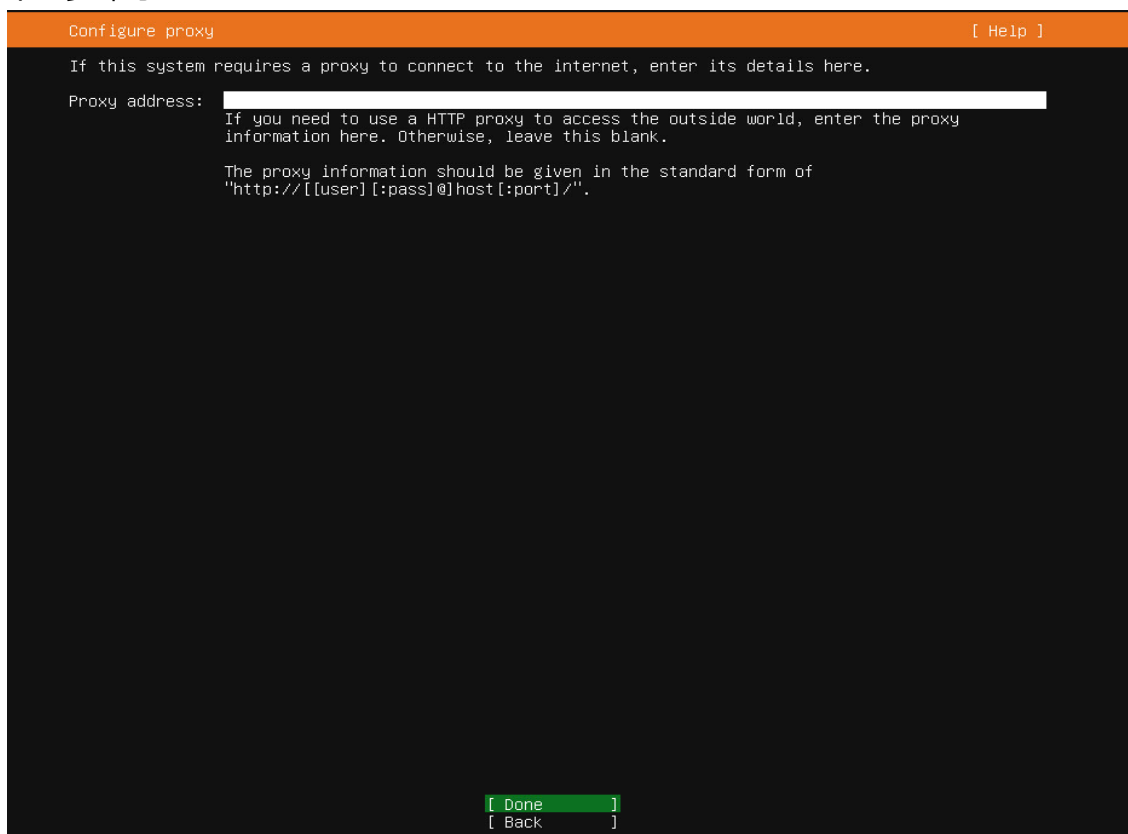 Configure proxy [ Help ]
If this system requires a proxy to connect to the internet, enter its details here.
Proxy address:
If you need to use a HTTP proxy to access the outside world, enter the proxy
information here. Otherwise, leave this blank.
The proxy information should be given in the standard form of
"http://[[user][:pass]@]host[:port]/".
[ Done ]
[ Back ]